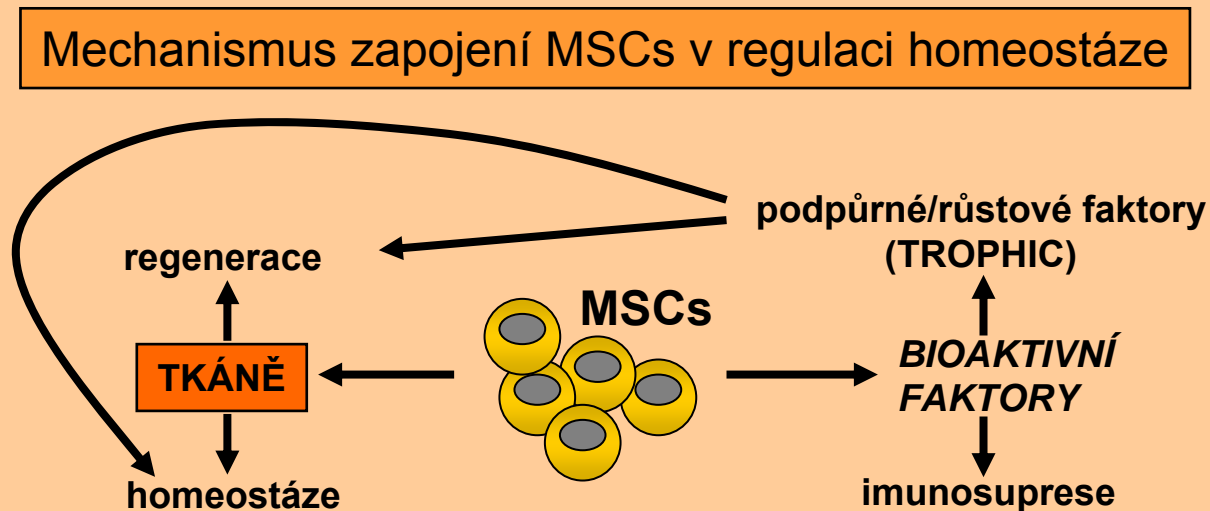 Mechanismus zapojení MSCs v regulaci homeostáze
podpůrné/růstové faktory
(TROPHIC)
regenerace
MSCs
TKÁNĚ
BIOAKTIVNÍ
FAKTORY
homeostáze
imunosuprese